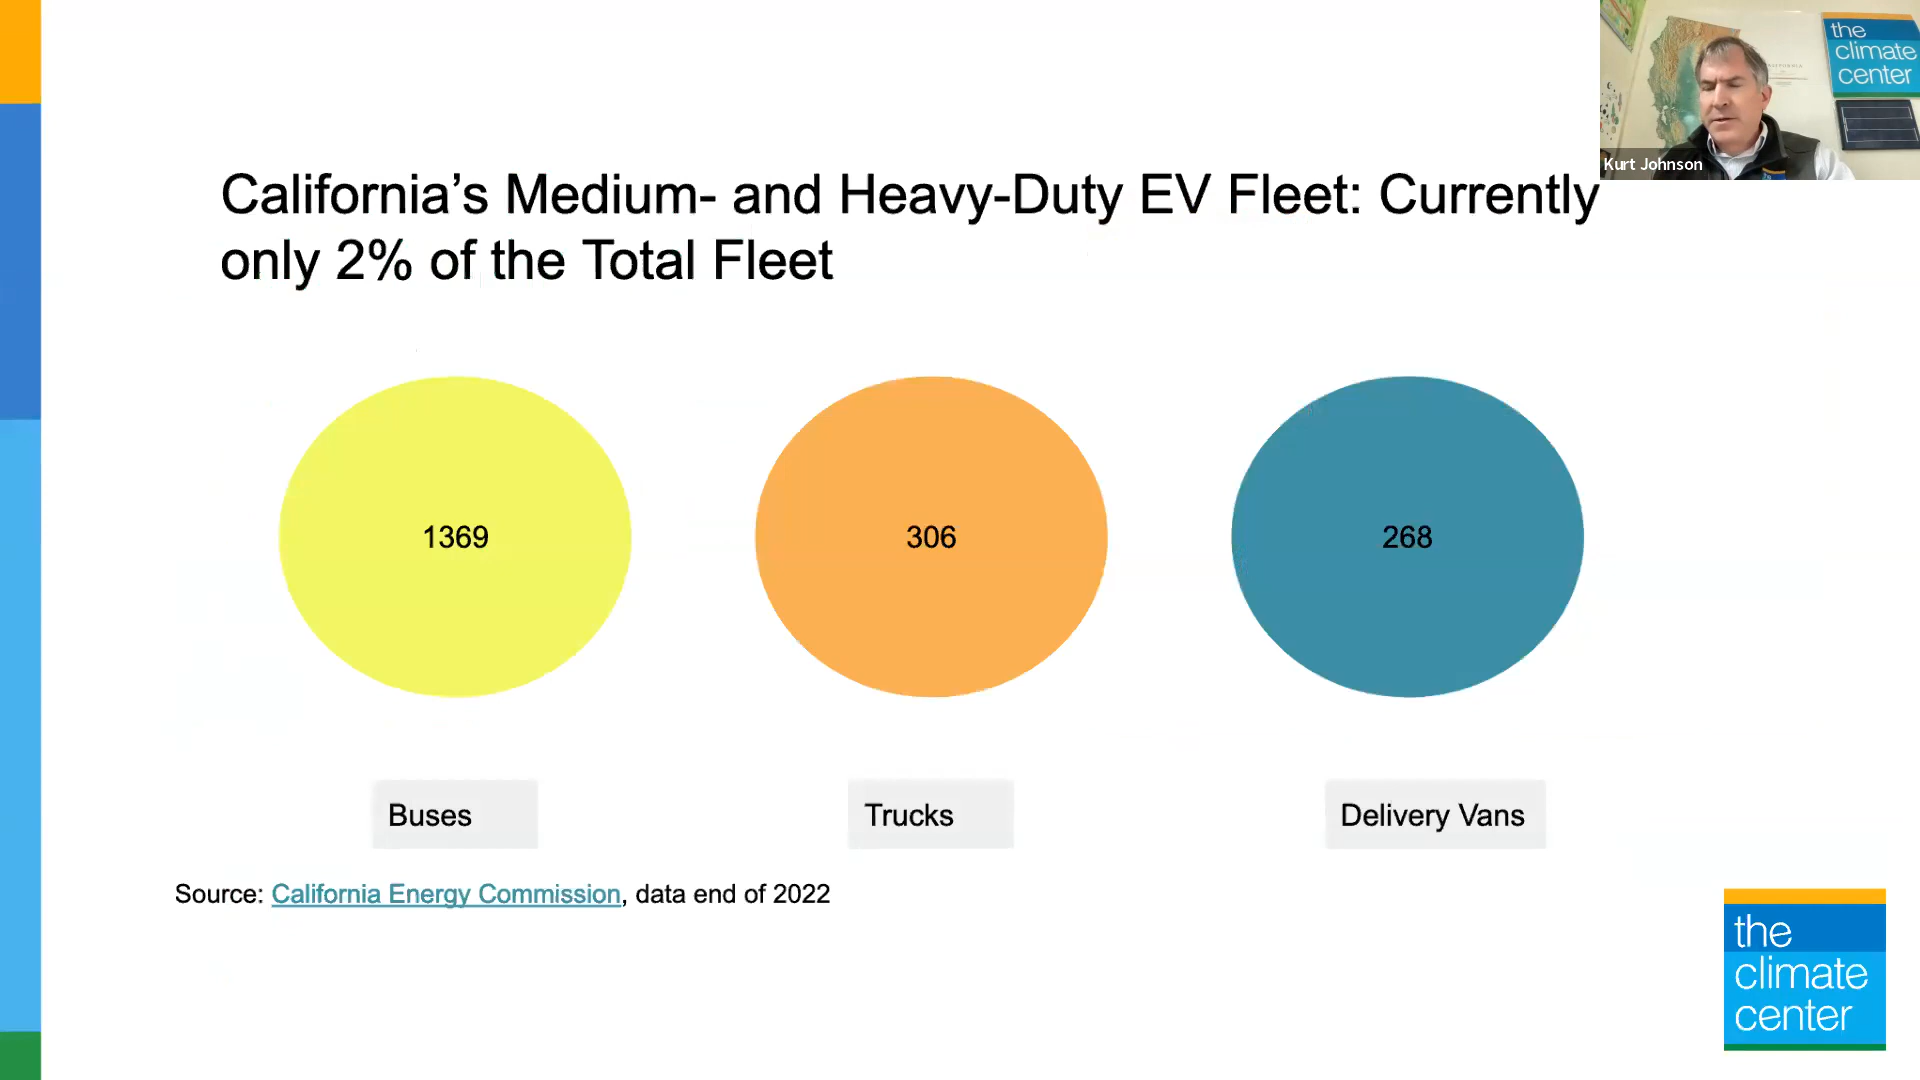 the
climate
center
Kurt Johnson
California’s Medium- and Heavy-Duty EV Fleet: Currently
only 2% of the Total Fleet
1369
306
268
Buses
Trucks
Delivery Vans
Source: California Energy Commission, data end of 2022
the
climate
center